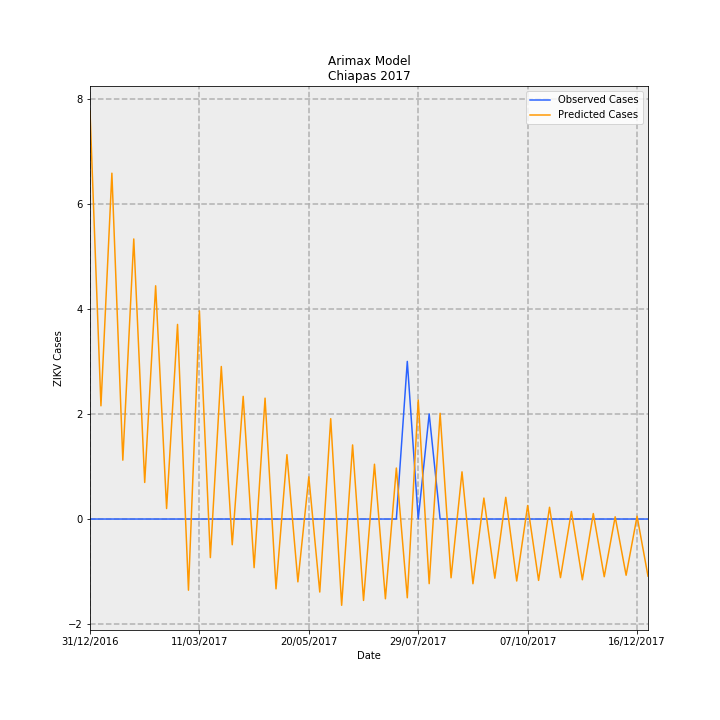 Arimax Model
Chiapas 2017
Observed Cases
Predicted Cases
ZIKV Cases
8
6
4
2
0
−2
31/12/2016 11/03/2017 20/05/2017 29/07/2017 07/10/2017 16/12/2017
Date